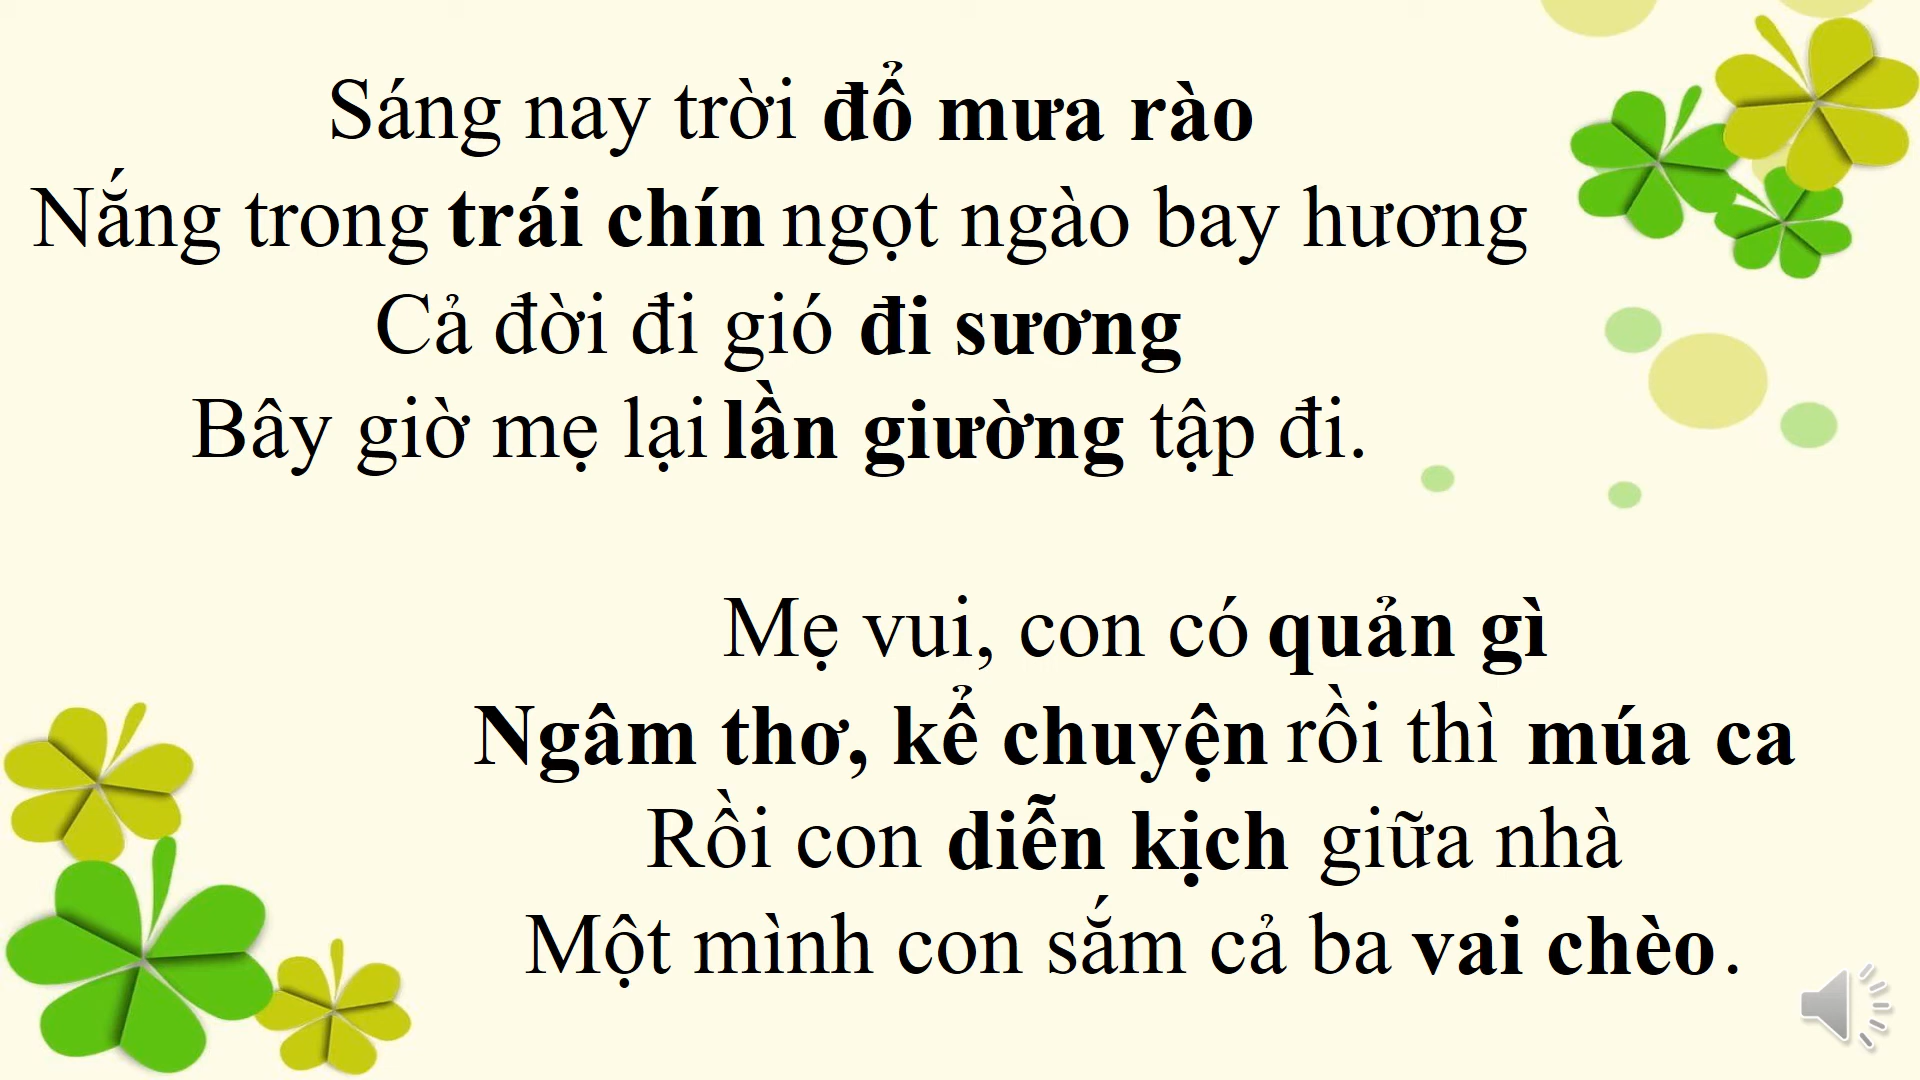 Sáng nay trời đổ mưa rào
Nắng trong trái chín ngọt ngào bay hương
Cả đời đi gió đi sương
Bây giờ mẹ lại lần giường tập đi.
Mẹ vui, con có quản gì
Ngâm thơ, kể chuyện rồi thì múa ca
Rồi con diễn kịch giữa nhà
Một mình con sắm cả ba vai chèo.